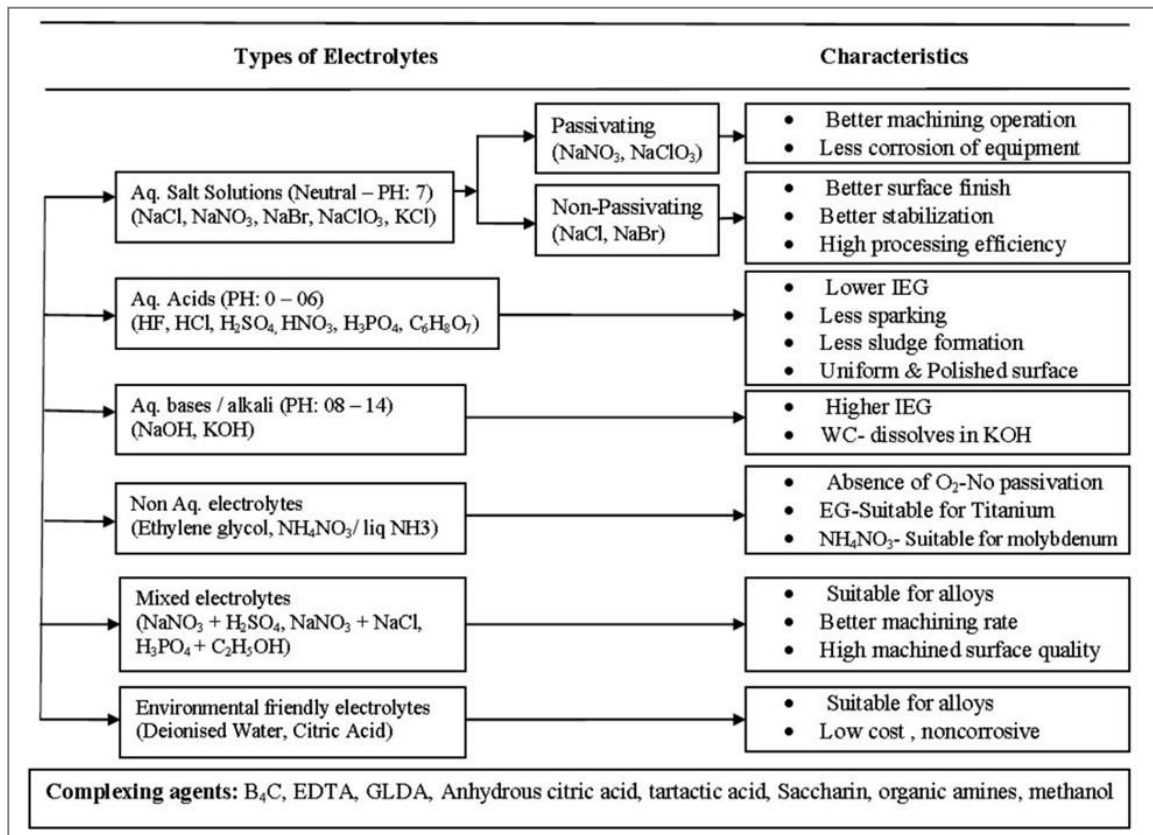 Types of Electrolytes
Characteristics
Aq. Salt Solutions (Neutral – PH: 7)
(NaCl, NaNO₃, NaBr, NaClO₃, KCl)
Passivating
(NaNO₃, NaClO₃)
• Better machining operation
• Less corrosion of equipment
Non-Passivating
(NaCl, NaBr)
• Better surface finish
• Better stabilization
• High processing efficiency
Aq. Acids (PH: 0 – 06)
(HF, HCl, H₂SO₄, HNO₃, H₃PO₄, C₆H₈O₇)
• Lower IEG
• Less sparking
• Less sludge formation
• Uniform & Polished surface
Aq. bases / alkali (PH: 08 – 14)
(NaOH, KOH)
• Higher IEG
• WC- dissolves in KOH
Non Aq. electrolytes
(Ethylene glycol, NH₄NO₃/ liq NH3)
• Absence of O₂-No passivation
• EG-Suitable for Titanium
• NH₄NO₃- Suitable for molybdenum
Mixed electrolytes
(NaNO₃ + H₂SO₄, NaNO₃ + NaCl,
H₃PO₄ + C₂H₅OH)
• Suitable for alloys
• Better machining rate
• High machined surface quality
Environmental friendly electrolytes
(Deionised Water, Citric Acid)
• Suitable for alloys
• Low cost , noncorrosive
Complexing agents: B₄C, EDTA, GLDA, Anhydrous citric acid, tartactic acid, Saccharin, organic amines, methanol